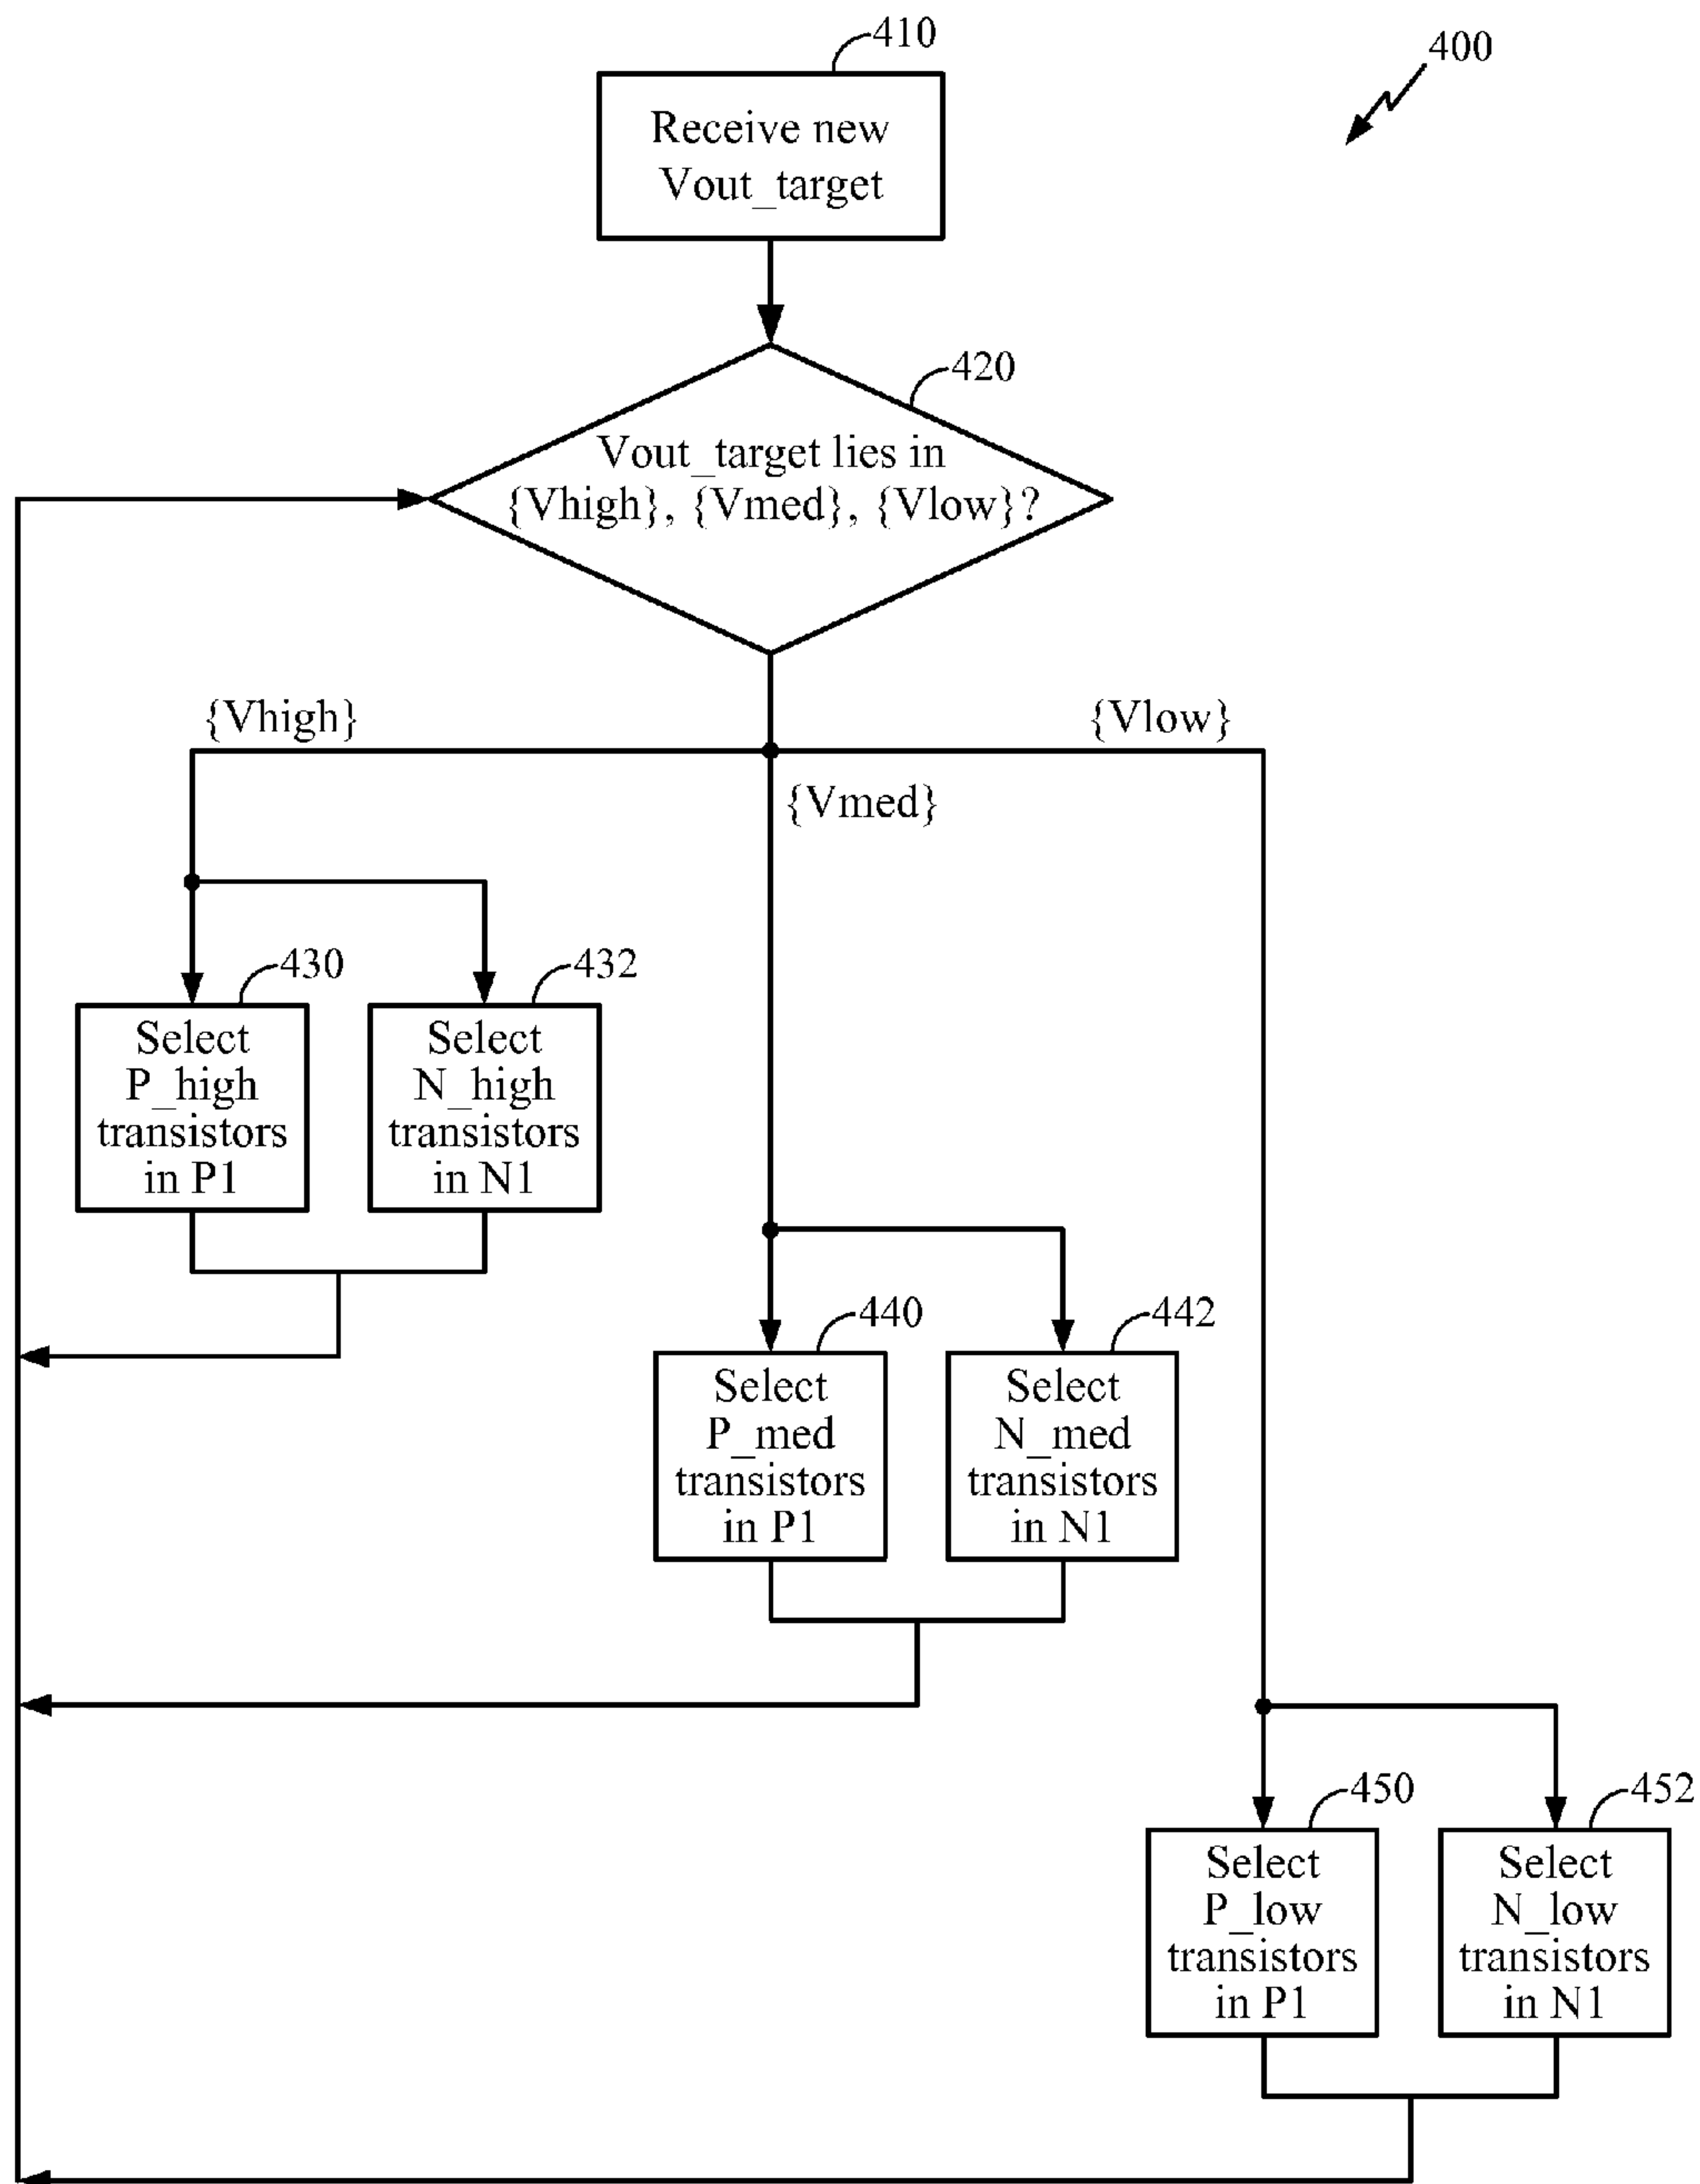 410
400
Receive new
Vout_target
420
Vout_target lies in
{Vhigh}, {Vmed}, {Vlow}?
{Vhigh}
{Vlow}
{Vmed}
430
432
Select
P_high
transistors
in P1
Select
N_high
transistors
in N1
440
442
Select
P_med
transistors
in P1
Select
N_med
transistors
in N1
450
452
Select
P_low
transistors
in P1
Select
N_low
transistors
in N1